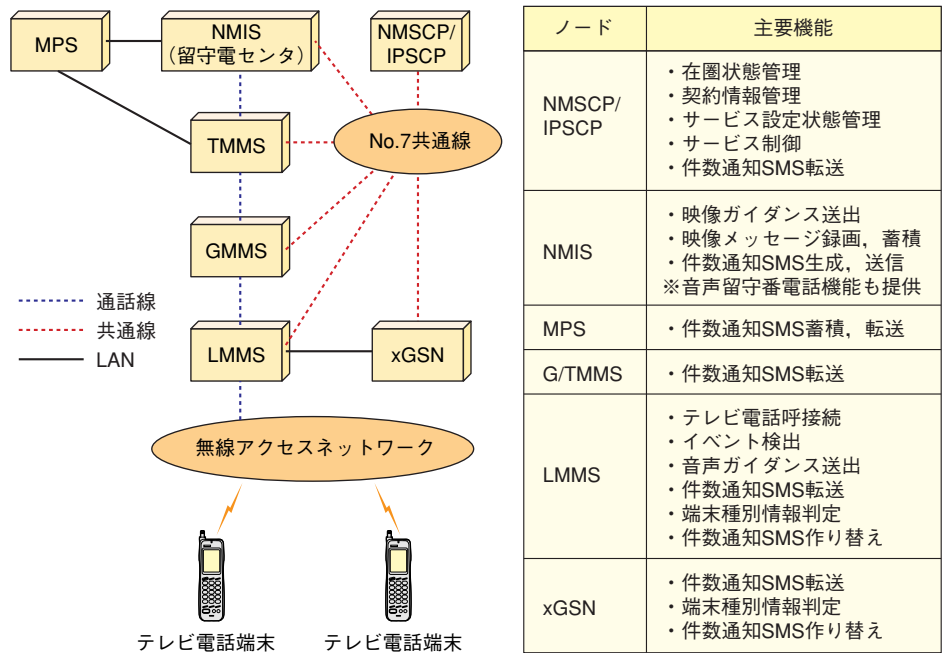 MPS
NMIS
（留守電センタ）
NMSCP/
IPSCP
TMMS
No.7共通線
GMMS
通話線
共通線
LAN
LMMS
xGSN
無線アクセスネットワーク
テレビ電話端末
テレビ電話端末
ノード
主要機能
NMSCP/
IPSCP
・在圏状態管理
・契約情報管理
・サービス設定状態管理
・サービス制御
・件数通知SMS転送
NMIS
・映像ガイダンス送出
・映像メッセージ録画，蓄積
・件数通知SMS生成，送信
※音声留守番電話機能も提供
MPS
・件数通知SMS蓄積，転送
G/TMMS
・件数通知SMS転送
LMMS
・テレビ電話呼接続
・イベント検出
・音声ガイダンス送出
・件数通知SMS転送
・端末種別情報判定
・件数通知SMS作り替え
xGSN
・件数通知SMS転送
・端末種別情報判定
・件数通知SMS作り替え